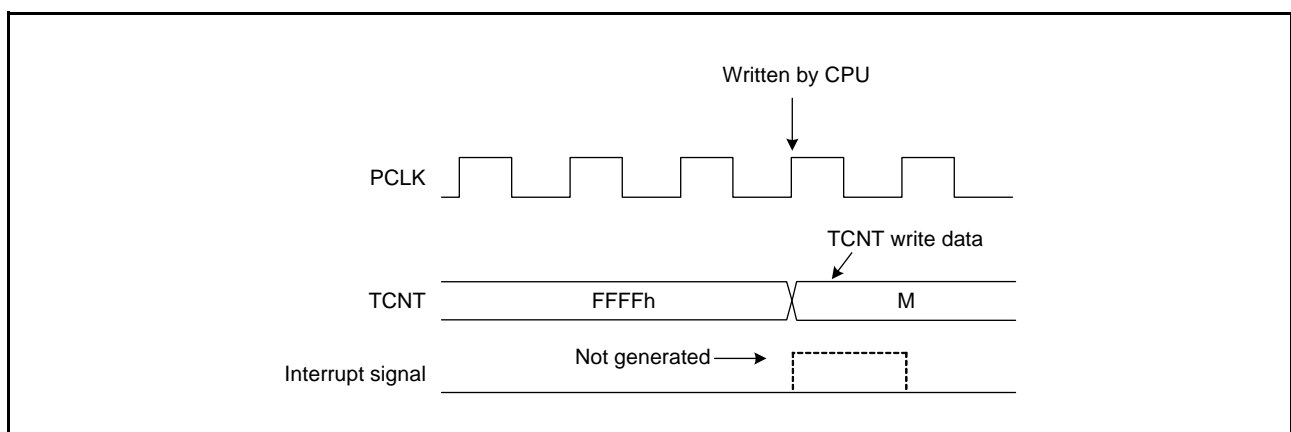 Written by CPU
PCLK
TCNT write data
TCNT
FFFFh
M
Not generated
Interrupt signal